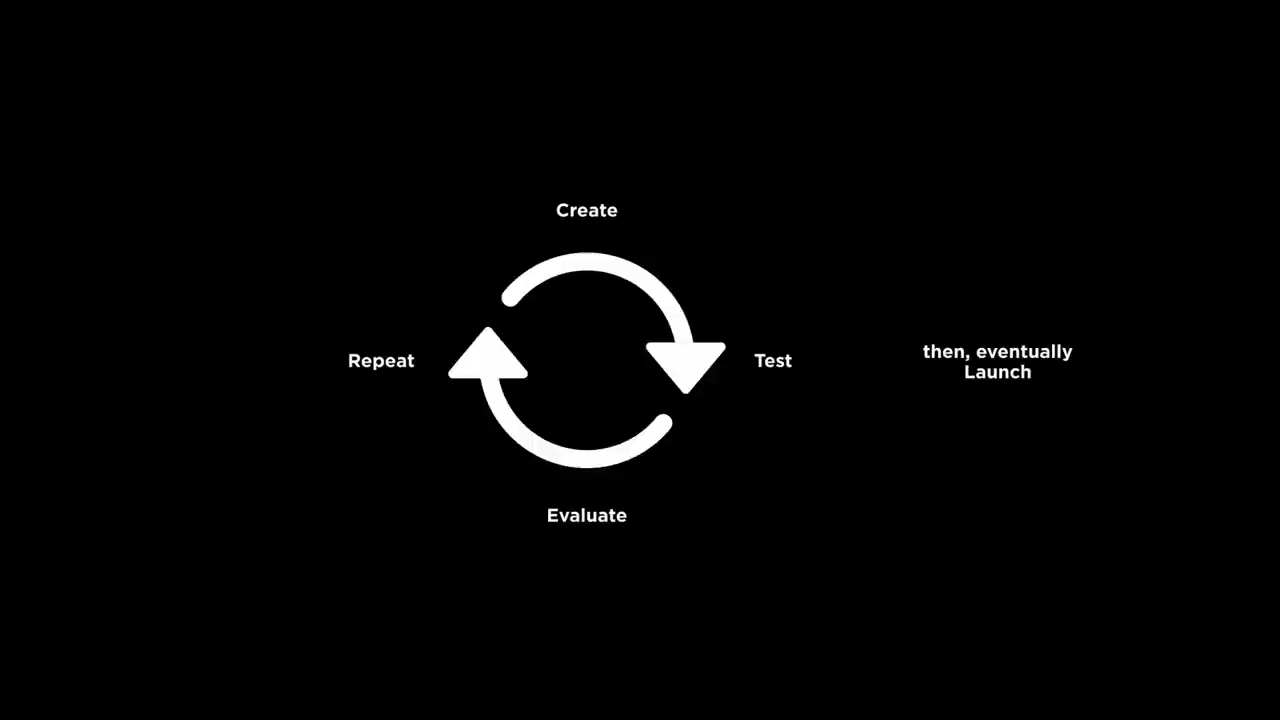 Create
Repeat
Test
then, eventually
Launch
Evaluate